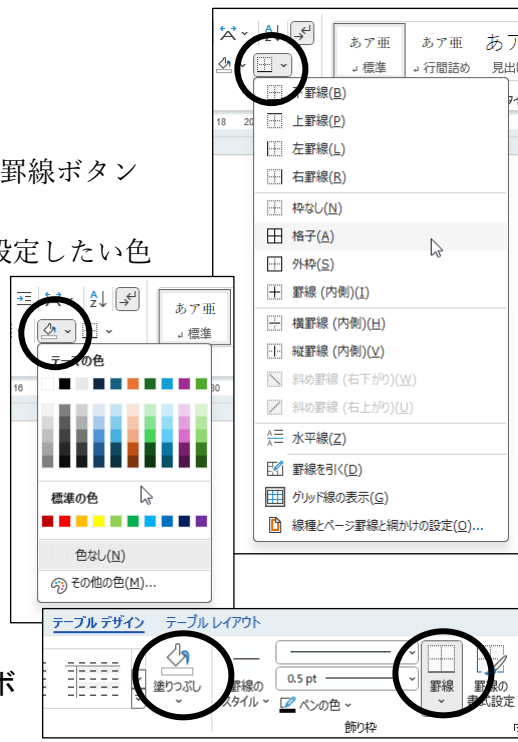 あア亜
あア亜
あア
↲標準
↲行間詰め
見出
18
罫線ボタン
下罫線(B)
上罫線(P)
左罫線(L)
右罫線(R)
枠なし(N)
格子(A)
外枠(S)
罫線 (内側)(I)
横罫線 (内側)(H)
縦罫線 (内側)(V)
斜め罫線 (右下がり)(W)
斜め罫線 (右上がり)(U)
水平線(Z)
罫線を引く(D)
グリッド線の表示(G)
線種とページ罫線と網かけの設定(O)...
設定したい色
あア亜
↲標準
16
テーマの色
標準の色
色なし(N)
その他の色(M)...
テーブル デザイン
テーブル レイアウト
ボ
塗りつぶし
罫線の
スタイル
0.5 pt
ペンの色
罫線
罫線の
書式設定
飾り枠